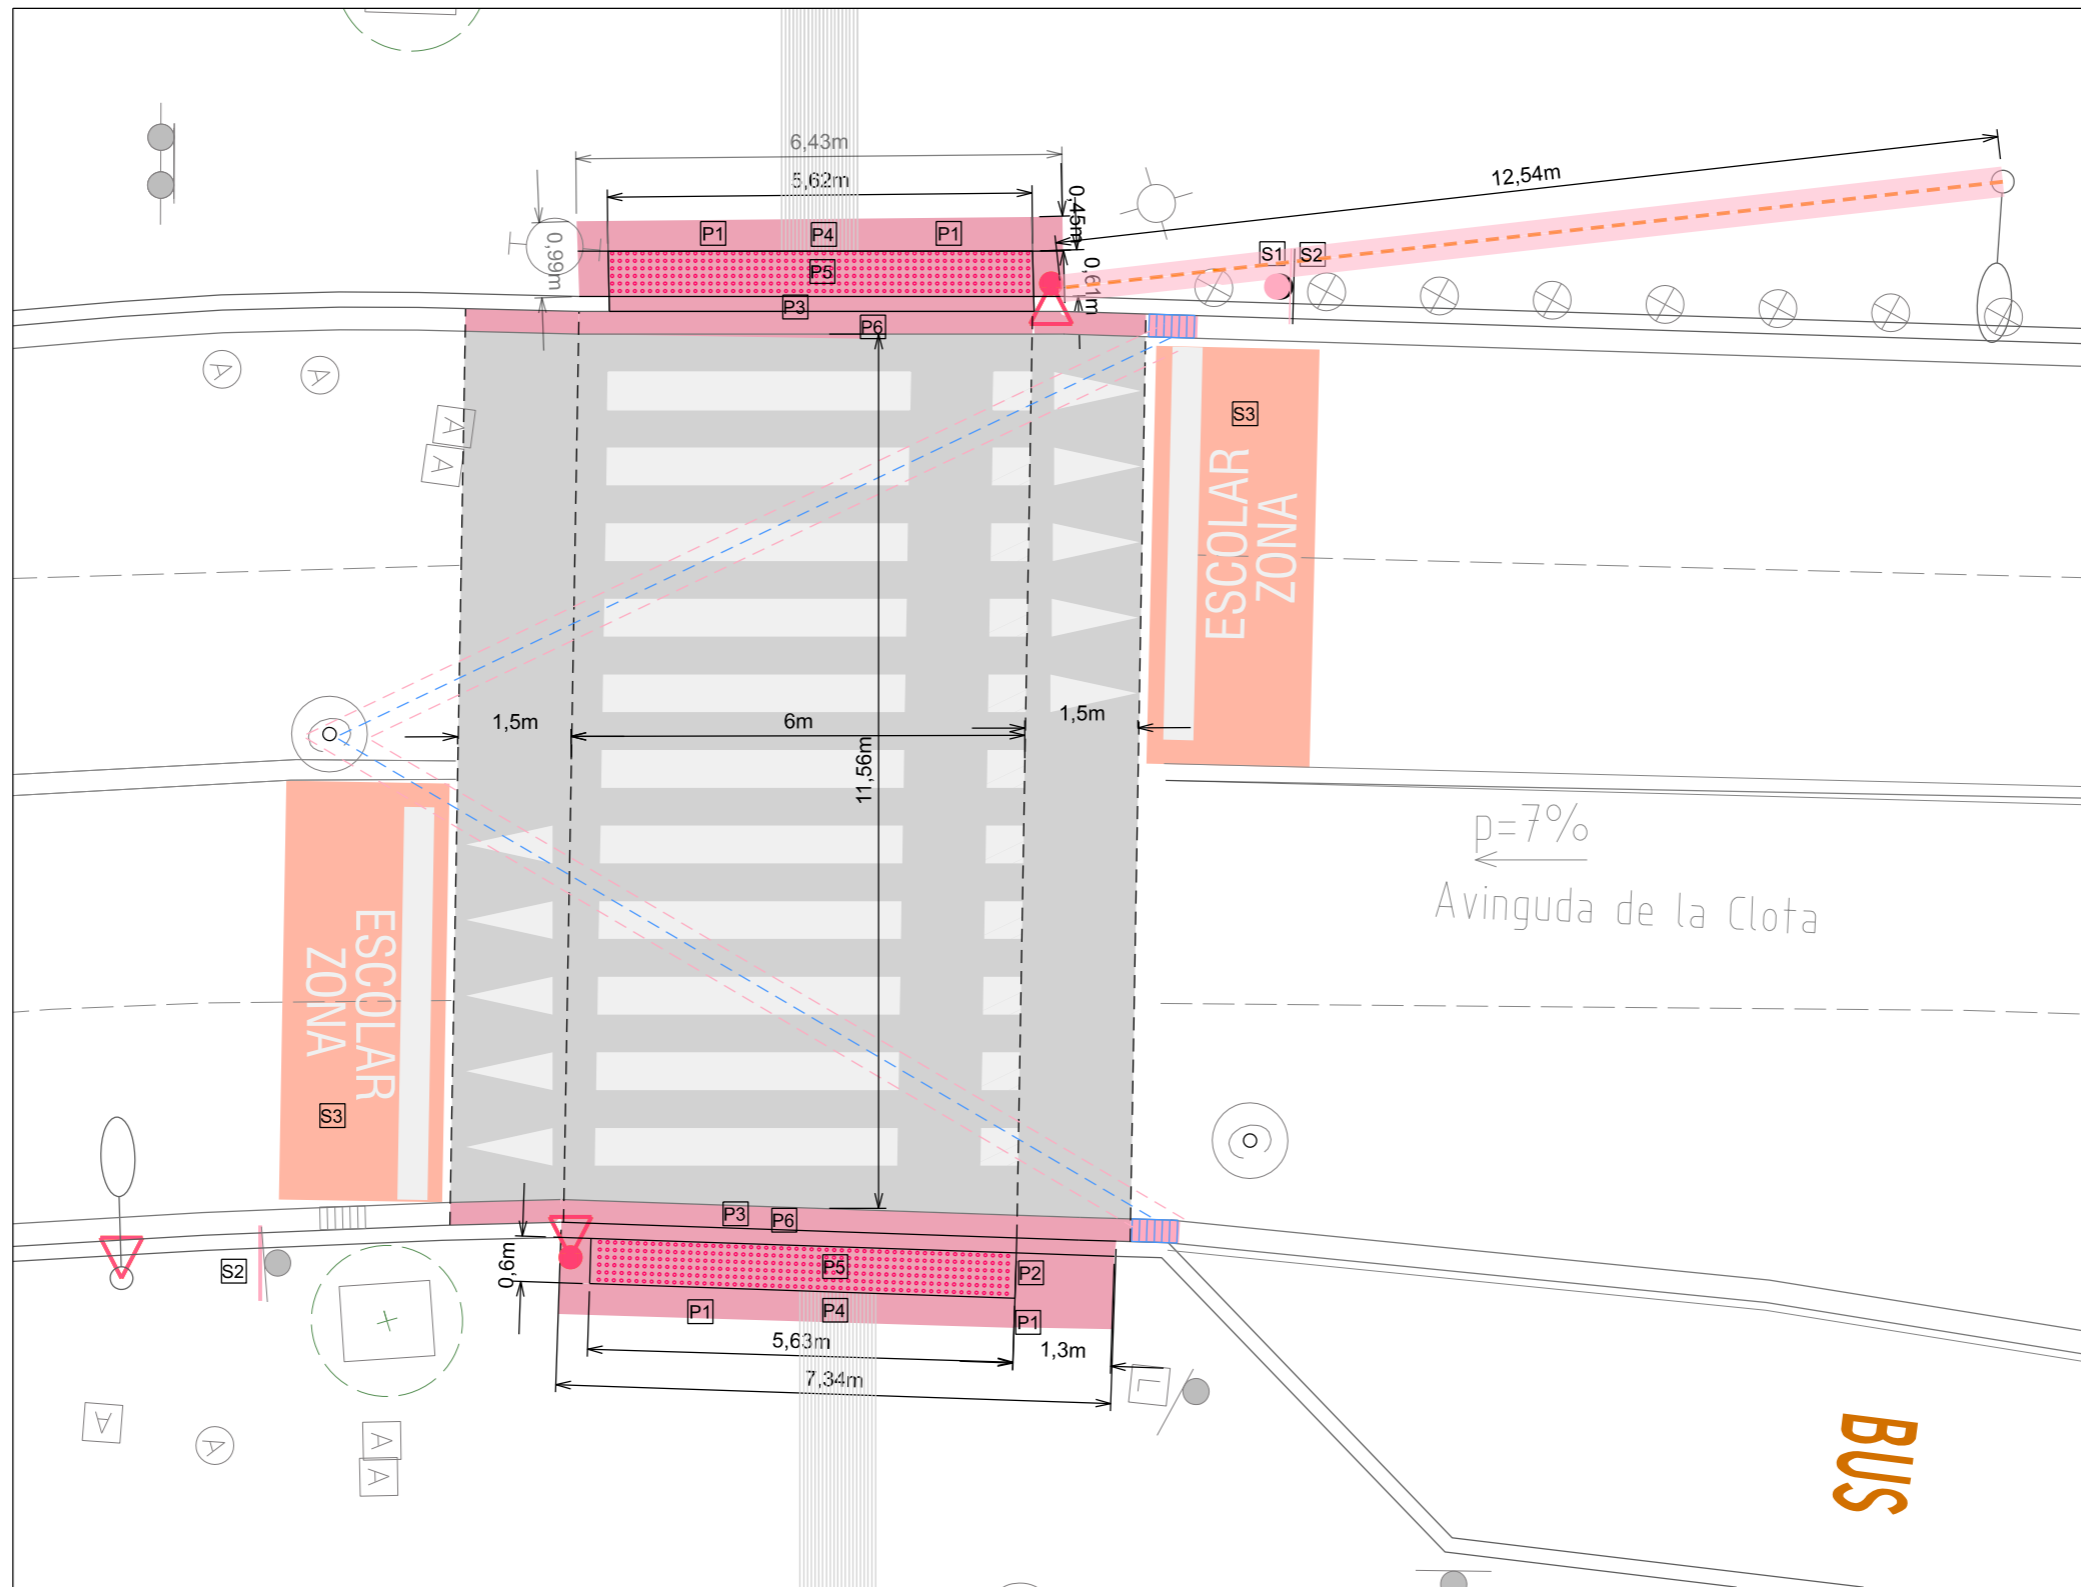 6,43m
5,62m
12,54m
0,45m
0,99m
0,61m
P1
P4
P1
P5
P3
P6
S1
S2
S3
A
A
A
A
ESCOLAR
ZONA
1,5m
6m
1,5m
11,56m
p=7%
Avinguda de la Clota
ESCOLAR
ZONA
S3
P3
P6
0,6m
S2
P5
P2
P1
P4
P1
5,63m
1,3m
7,34m
L
A
A
A
A
BUS